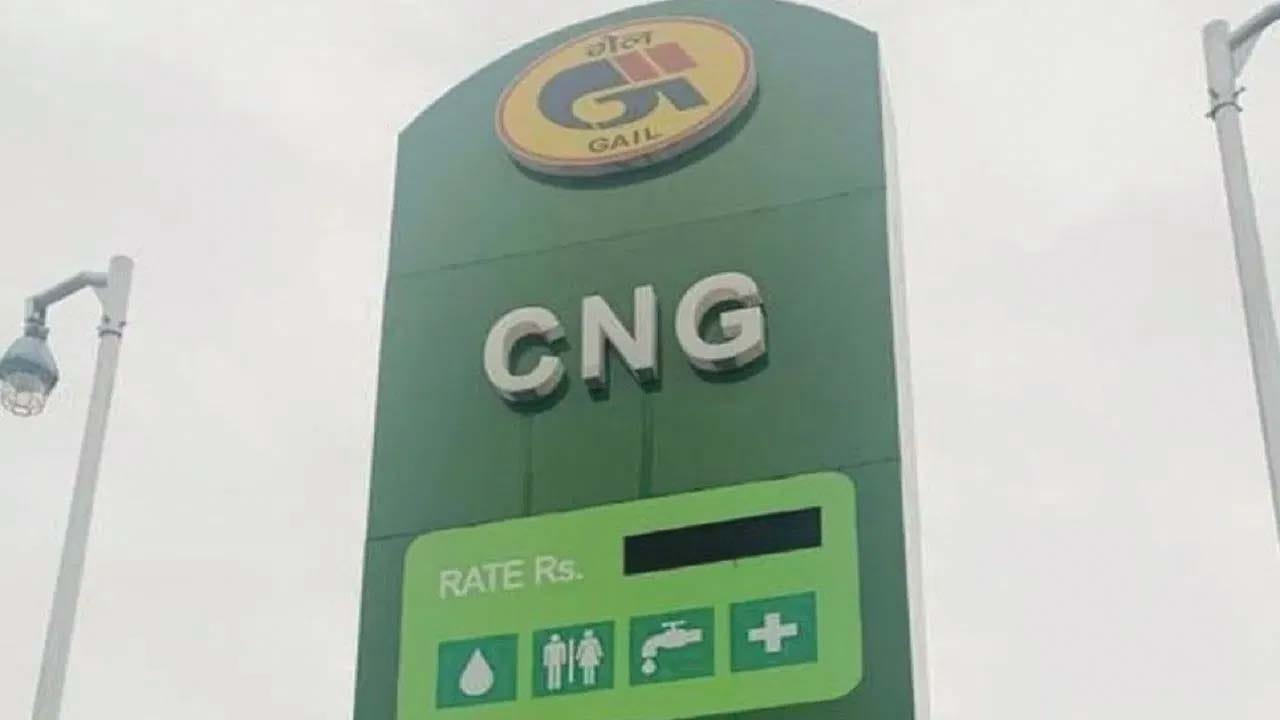 गेल
GAIL
CNG
RATE Rs.